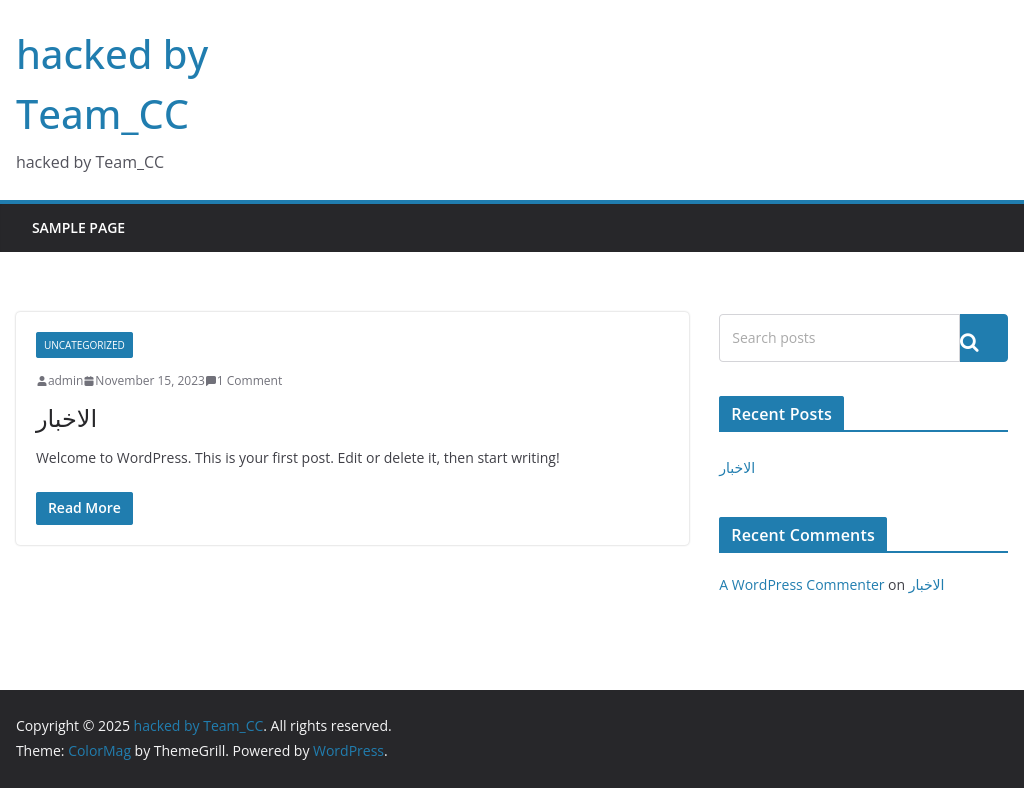 hacked by
Team_CC
hacked by Team_CC
SAMPLE PAGE
UNCATEGORIZED
admin November 15, 2023 1 Comment
الاخبار
Welcome to WordPress. This is your first post. Edit or delete it, then start writing!
Read More
Search posts
Recent Posts
الاخبار
Recent Comments
A WordPress Commenter on الاخبار
Copyright © 2025 hacked by Team_CC. All rights reserved.
Theme: ColorMag by ThemeGrill. Powered by WordPress.